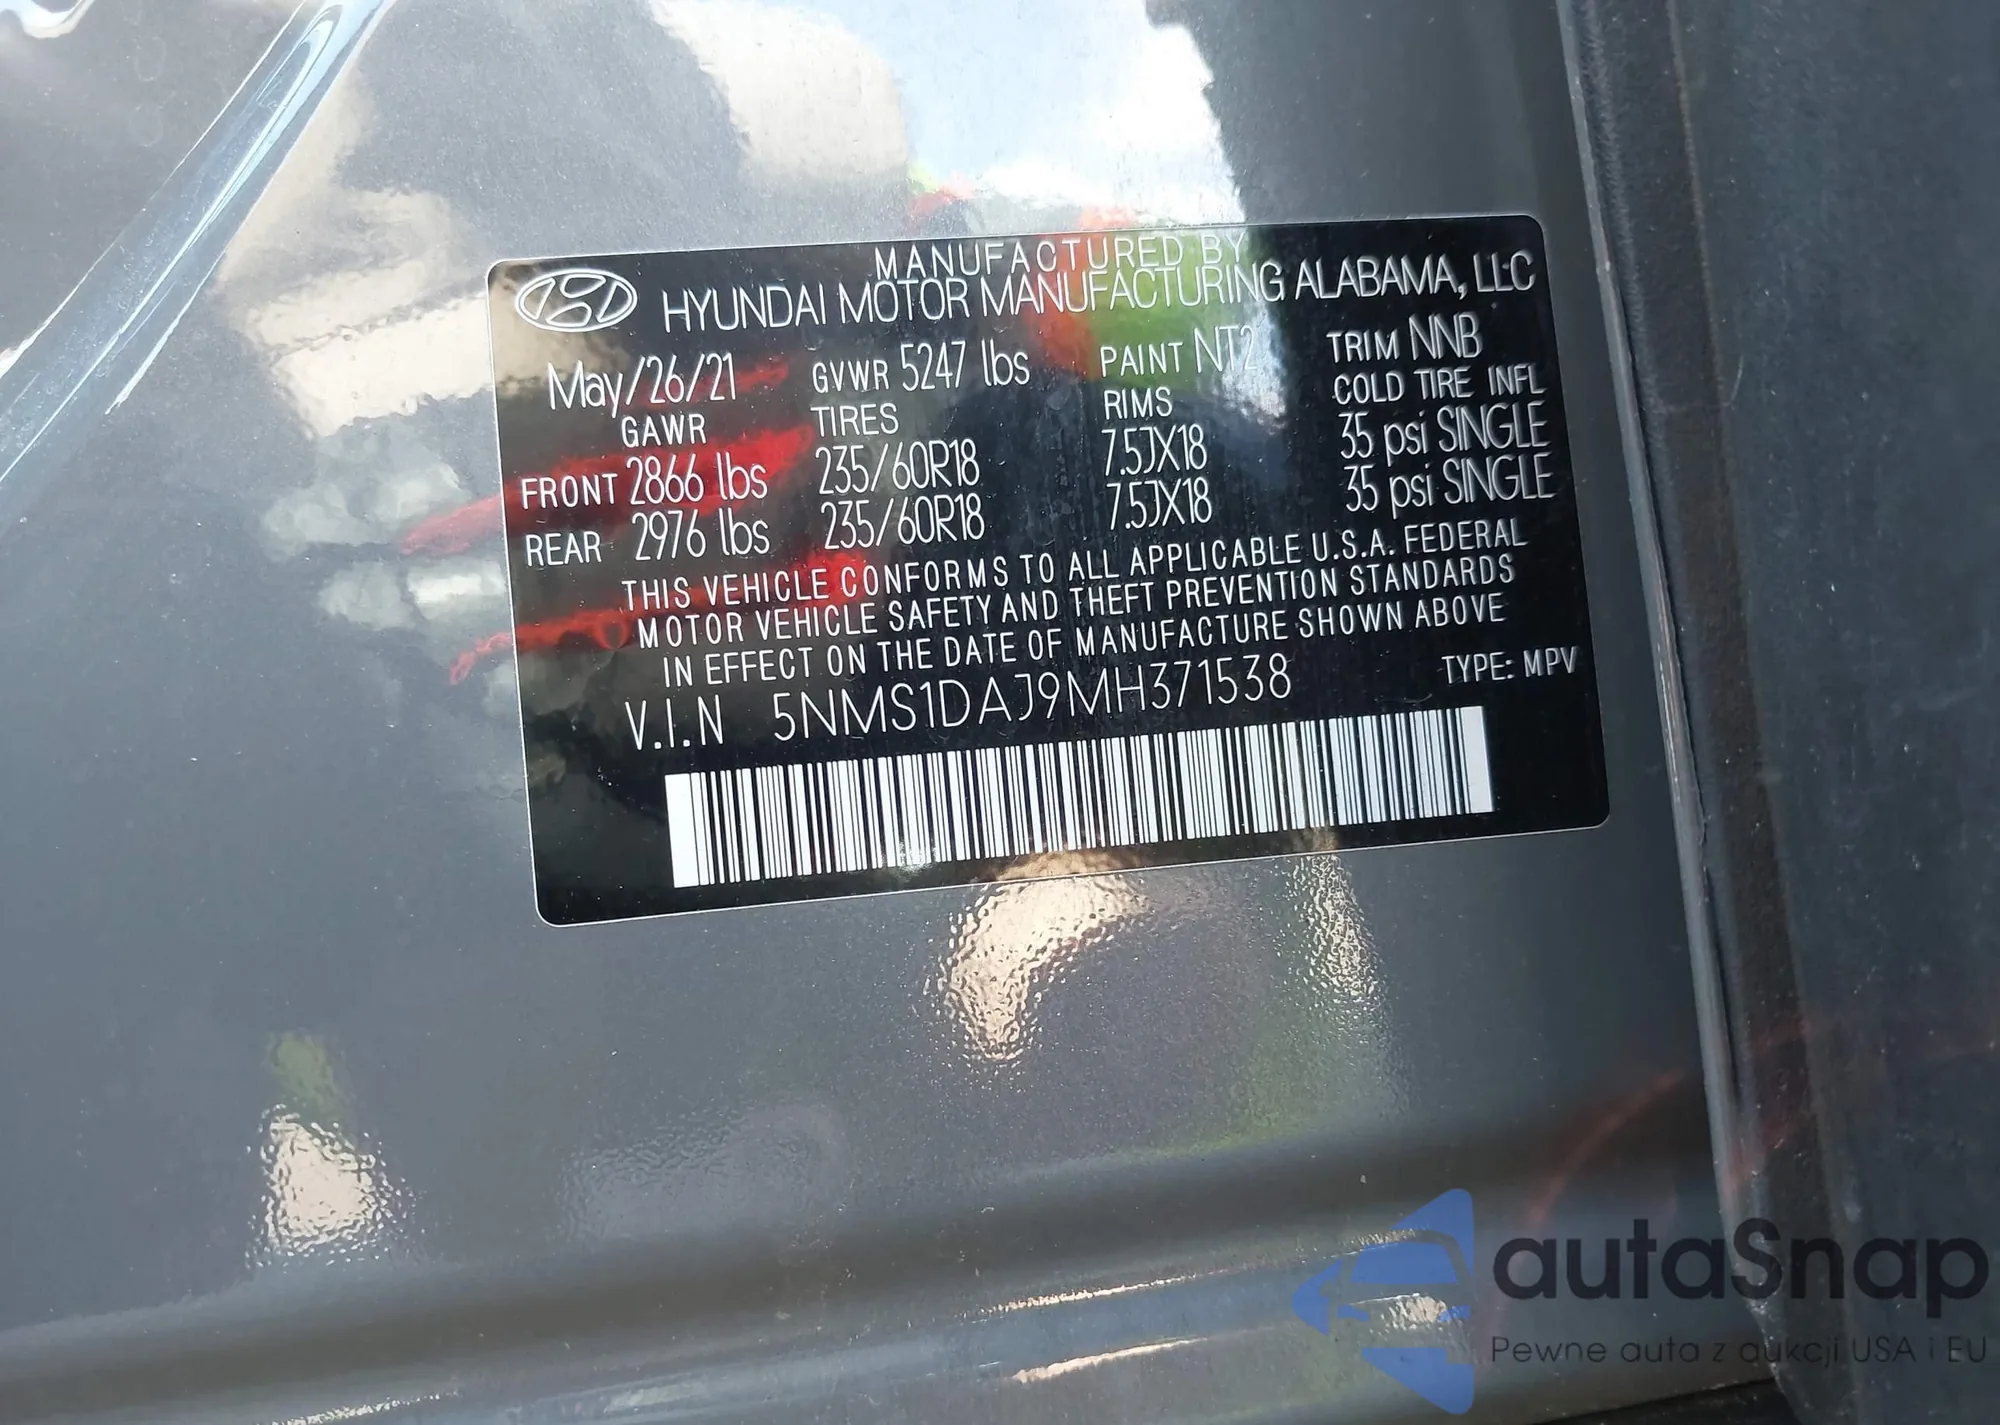 MANUFACTURED BY
HYUNDAI MOTOR MANUFACTURING ALABAMA, LLC
May/26/21 GVWR 5247 lbs PAINT NT2 TRIM NNB
GAWR TIRES RIMS COLD TIRE INFL
FRONT 2866 lbs 235/60R18 7.5JX18 35 psi SINGLE
REAR 2976 lbs 235/60R18 7.5JX18 35 psi SINGLE
THIS VEHICLE CONFORMS TO ALL APPLICABLE U.S.A. FEDERAL
MOTOR VEHICLE SAFETY AND THEFT PREVENTION STANDARDS
IN EFFECT ON THE DATE OF MANUFACTURE SHOWN ABOVE
V.I.N 5NMS1DAJ9MH371538 TYPE: MPV
autaSnap
Pewne auta z aukcji USA i EU